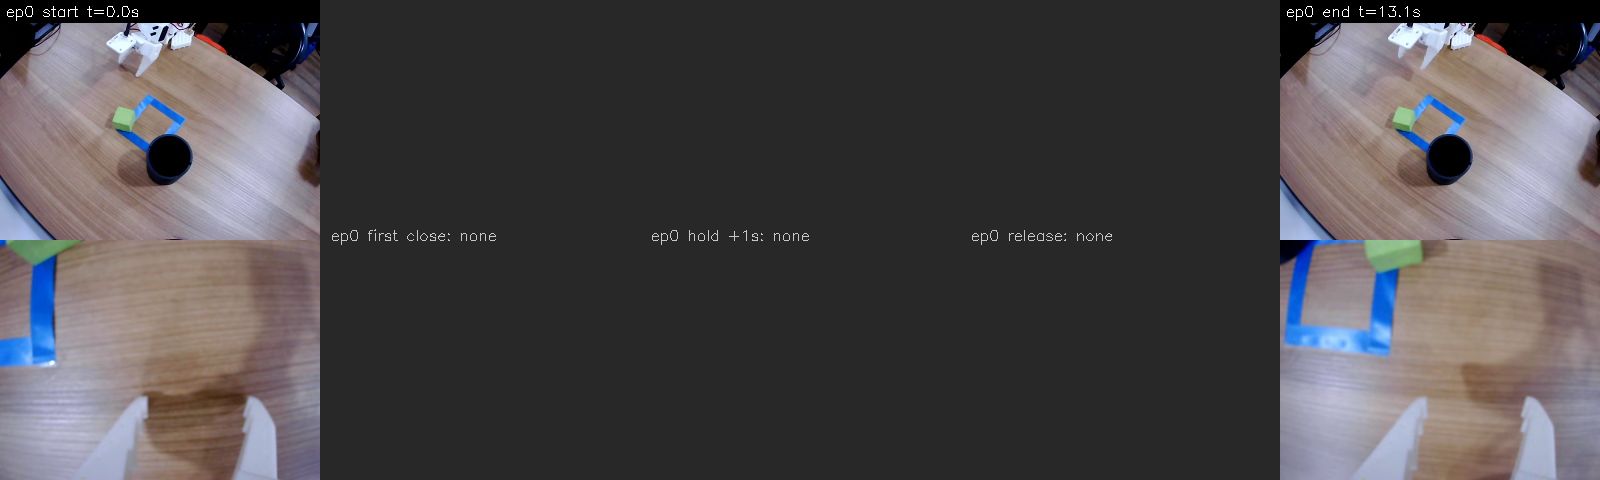 ep0 start t=0.0s
ep0 end t=13.1s
ep0 first close: none
ep0 hold +1s: none
ep0 release: none